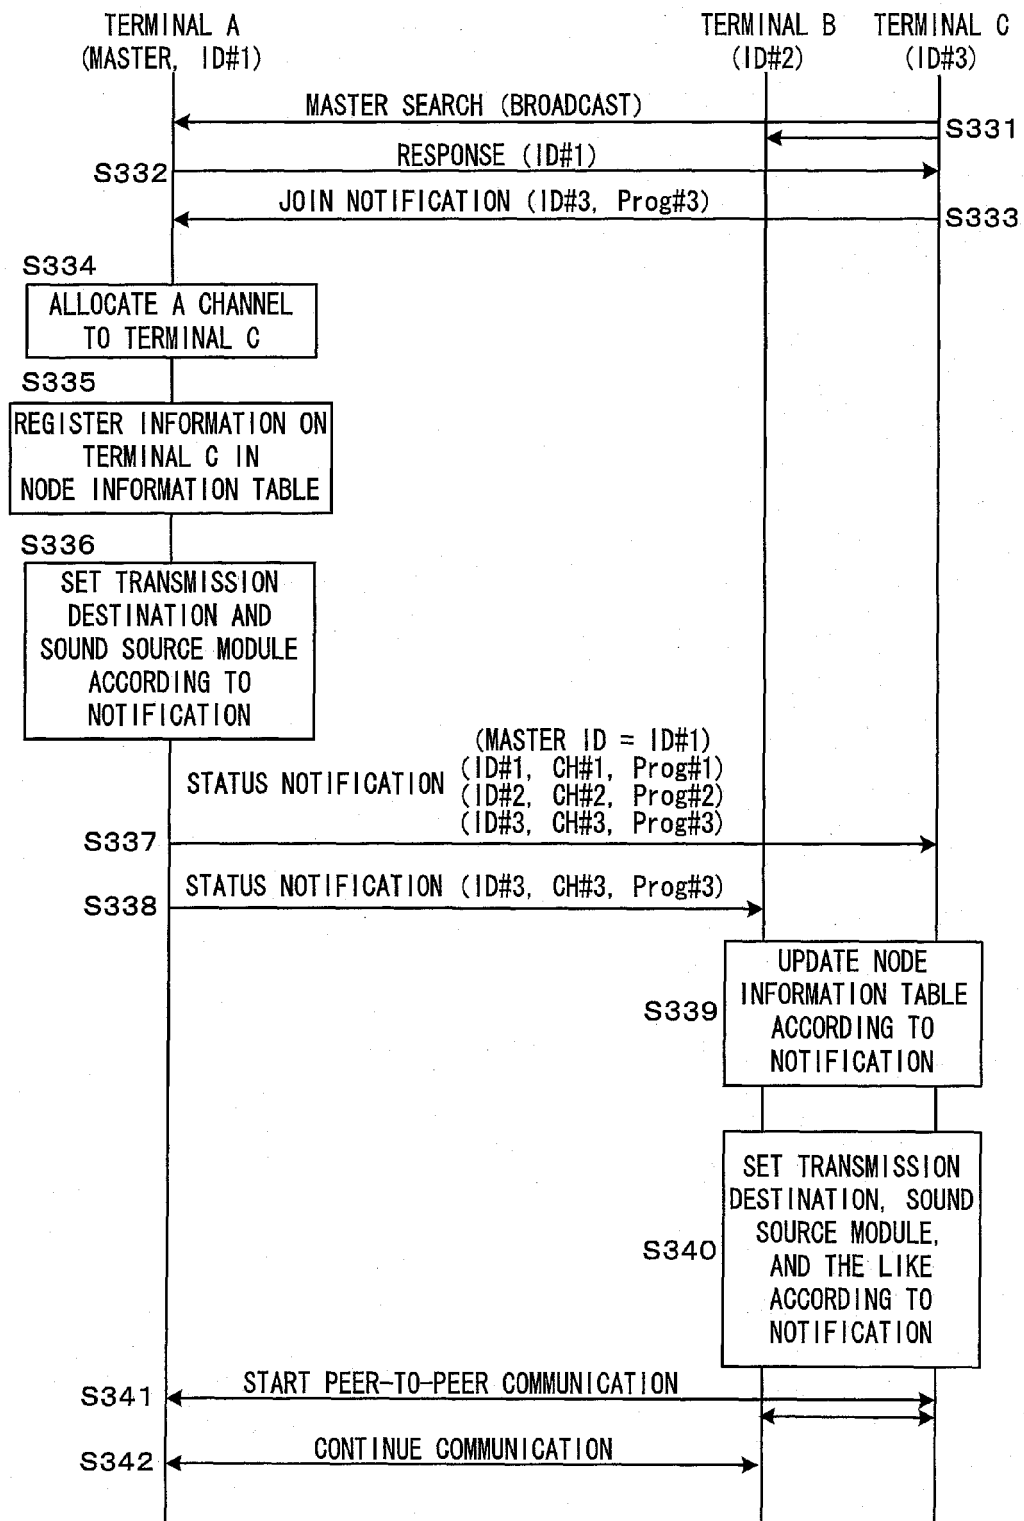 TERMINAL A
(MASTER, ID#1)
TERMINAL B
(ID#2)
TERMINAL C
(ID#3)
MASTER SEARCH (BROADCAST)
S331
RESPONSE (ID#1)
S332
JOIN NOTIFICATION (ID#3, Prog#3)
S333
S334
ALLOCATE A CHANNEL
TO TERMINAL C
S335
REGISTER INFORMATION ON
TERMINAL C IN
NODE INFORMATION TABLE
S336
SET TRANSMISSION
DESTINATION AND
SOUND SOURCE MODULE
ACCORDING TO
NOTIFICATION
(MASTER ID = ID#1)
STATUS NOTIFICATION (ID#1, CH#1, Prog#1)
(ID#2, CH#2, Prog#2)
(ID#3, CH#3, Prog#3)
S337
STATUS NOTIFICATION (ID#3, CH#3, Prog#3)
S338
UPDATE NODE
INFORMATION TABLE
ACCORDING TO
NOTIFICATION
S339
SET TRANSMISSION
DESTINATION, SOUND
SOURCE MODULE,
AND THE LIKE
ACCORDING TO
NOTIFICATION
S340
START PEER-TO-PEER COMMUNICATION
S341
CONTINUE COMMUNICATION
S342